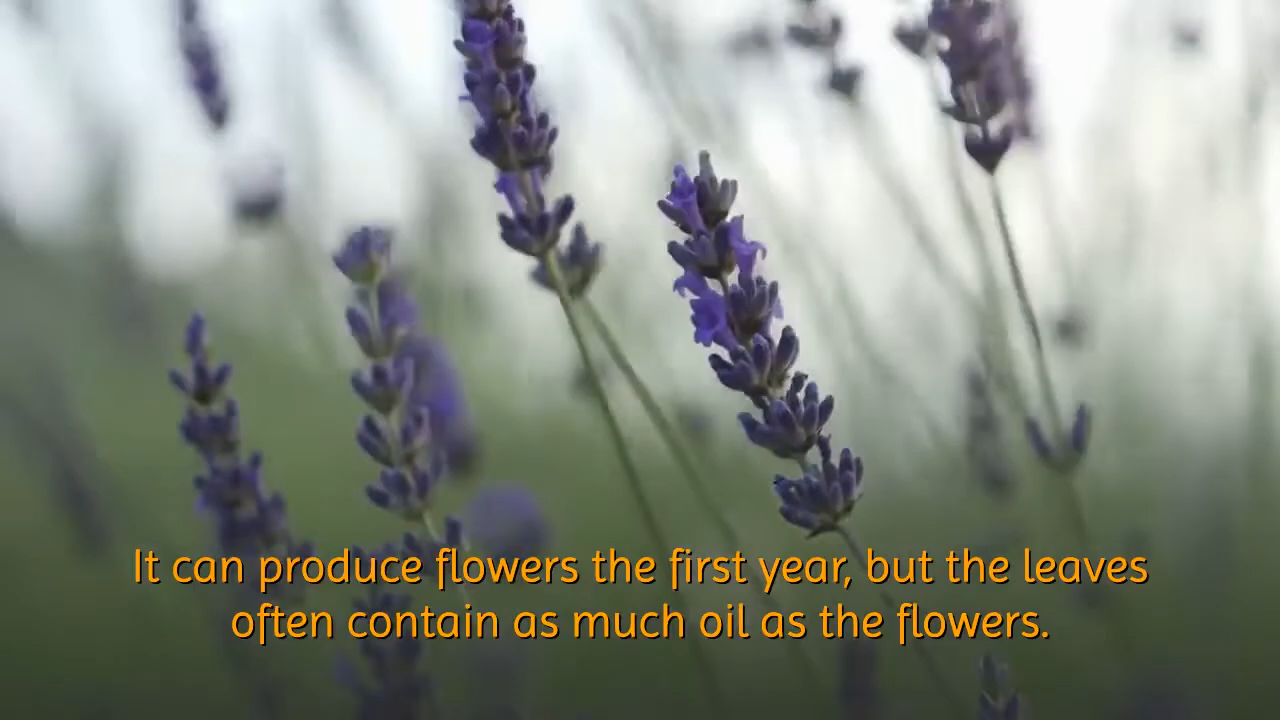 It can produce flowers the first year, but the leaves
often contain as much oil as the flowers.